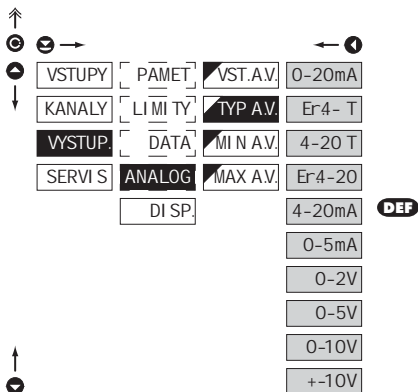 VSTUPY PAMET VST.A.V. 0-20mA
KANALY LIMITY TYP A.V. Er4- T
VYSTUP. DATA MIN A.V. 4-20 T
SERVIS ANALOG MAX A.V. Er4-20
DISP. 4-20mA DEF
0-5mA
0-2V
0-5V
0-10V
+-10V